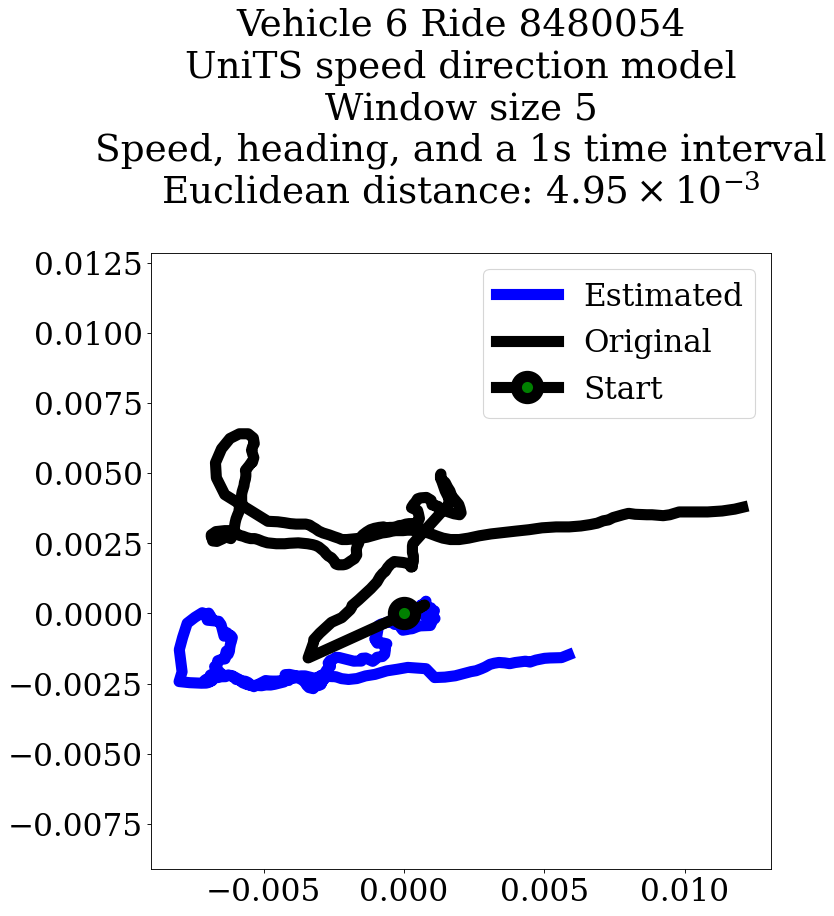 Vehicle 6 Ride 8480054
UniTS speed direction model
Window size 5
Speed, heading, and a 1s time interval
Euclidean distance: 4.95 × 10⁻³
Estimated
Original
Start
0.0125
0.0100
0.0075
0.0050
0.0025
0.0000
−0.0025
−0.0050
−0.0075
−0.005 0.000 0.005 0.010